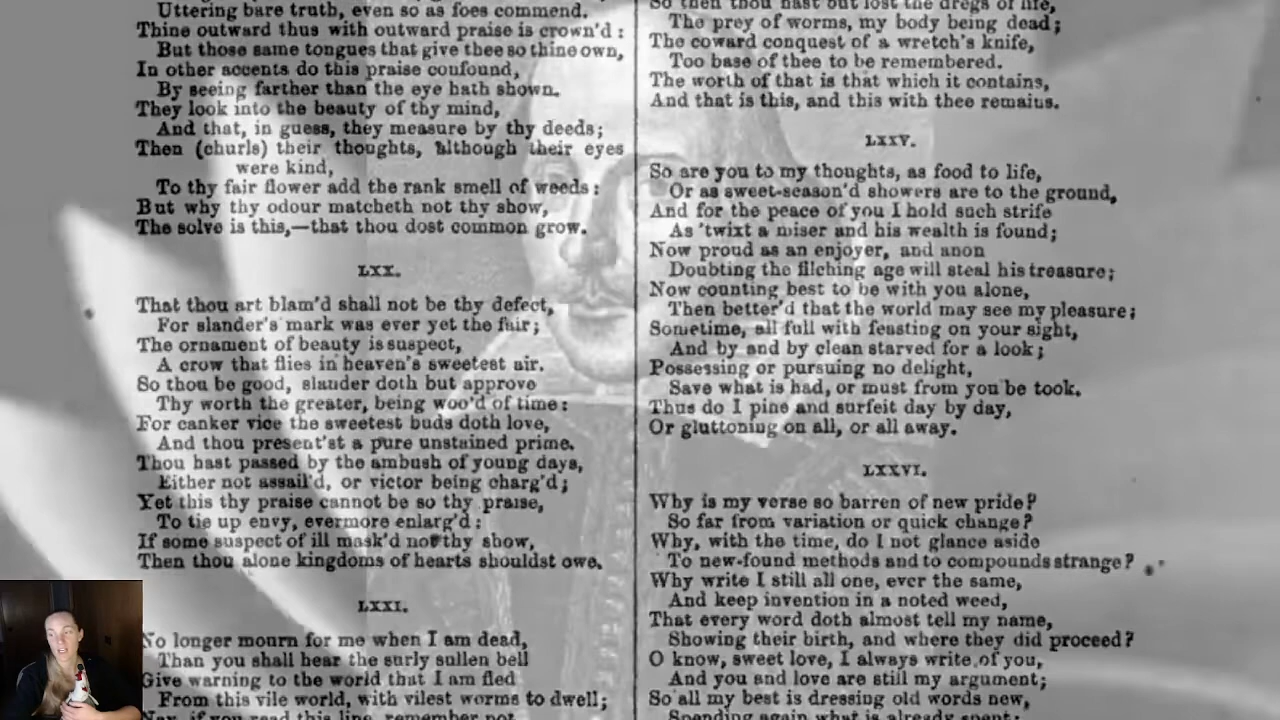 Uttering bare truth, even so as foes commend.
Thine outward thus with outward praise is crown'd:
But those same tongues that give thee so thine own,
In other accents do this praise confound,
By seeing farther than the eye hath shown.
They look into the beauty of thy mind,
And that, in guess, they measure by thy deeds;
Then (churls) their thoughts, although their eyes
were kind,
To thy fair flower add the rank smell of weeds:
But why thy odour matcheth not thy show,
The solve is this,—that thou dost common grow.
LXX.
That thou art blam'd shall not be thy defect,
For slander's mark was ever yet the fair;
The ornament of beauty is suspect,
A crow that flies in heaven's sweetest air.
So thou be good, slander doth but approve
Thy worth the greater, being woo'd of time:
For canker vice the sweetest buds doth love,
And thou present'st a pure unstained prime.
Thou hast passed by the ambush of young days,
Either not assail'd, or victor being charg'd;
Yet this thy praise cannot be so thy praise,
To tie up envy, evermore enlarg'd:
If some suspect of ill mask'd not thy show,
Then thou alone kingdoms of hearts shouldst owe.
LXXI.
No longer mourn for me when I am dead,
Than you shall hear the surly sullen bell
Give warning to the world that I am fled
From this vile world, with vilest worms to dwell;
Nay, if you read this line, remember not
So then thou hast but lost the dregs of life,
The prey of worms, my body being dead;
The coward conquest of a wretch's knife,
Too base of thee to be remembered.
The worth of that is that which it contains,
And that is this, and this with thee remains.
LXXV.
So are you to my thoughts, as food to life,
Or as sweet-season'd showers are to the ground,
And for the peace of you I hold such strife
As 'twixt a miser and his wealth is found;
Now proud as an enjoyer, and anon
Doubting the filching age will steal his treasure;
Now counting best to be with you alone,
Then better'd that the world may see my pleasure;
Sometime, all full with feasting on your sight,
And by and by clean starved for a look;
Possessing or pursuing no delight,
Save what is had, or must from you be took.
Thus do I pine and surfeit day by day,
Or gluttoning on all, or all away.
LXXVI.
Why is my verse so barren of new pride?
So far from variation or quick change?
Why, with the time, do I not glance aside
To new-found methods and to compounds strange?
Why write I still all one, ever the same,
And keep invention in a noted weed,
That every word doth almost tell my name,
Showing their birth, and where they did proceed?
O know, sweet love, I always write of you,
And you and love are still my argument;
So all my best is dressing old words new,
Spending again what is already spent: